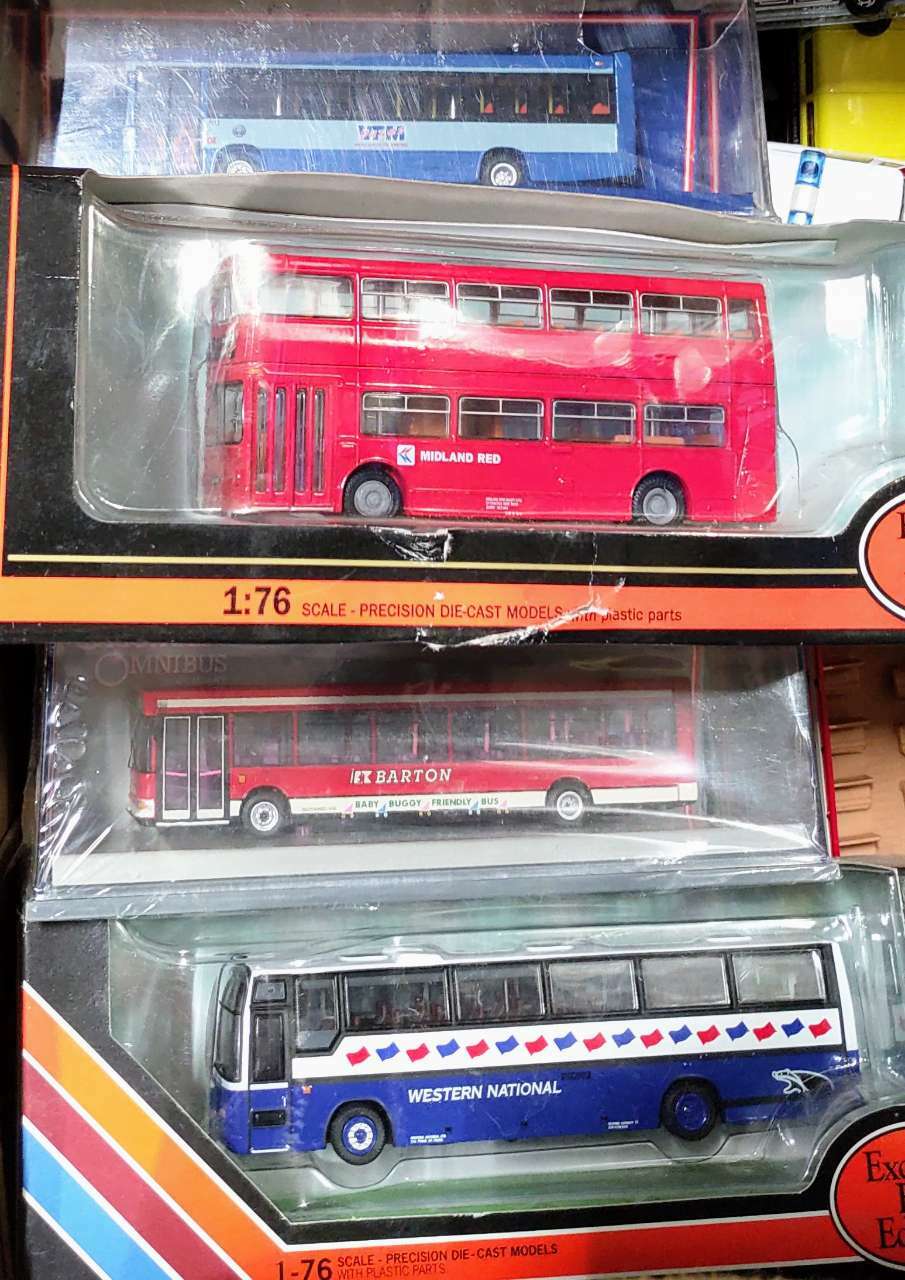 VFM
MIDLAND RED
1:76 SCALE - PRECISION DIE-CAST MODELS with plastic parts
OMNIBUS
BARTON
BABY BUGGY FRIENDLY BUS
WESTERN NATIONAL
1-76 SCALE - PRECISION DIE-CAST MODELS
WITH PLASTIC PARTS